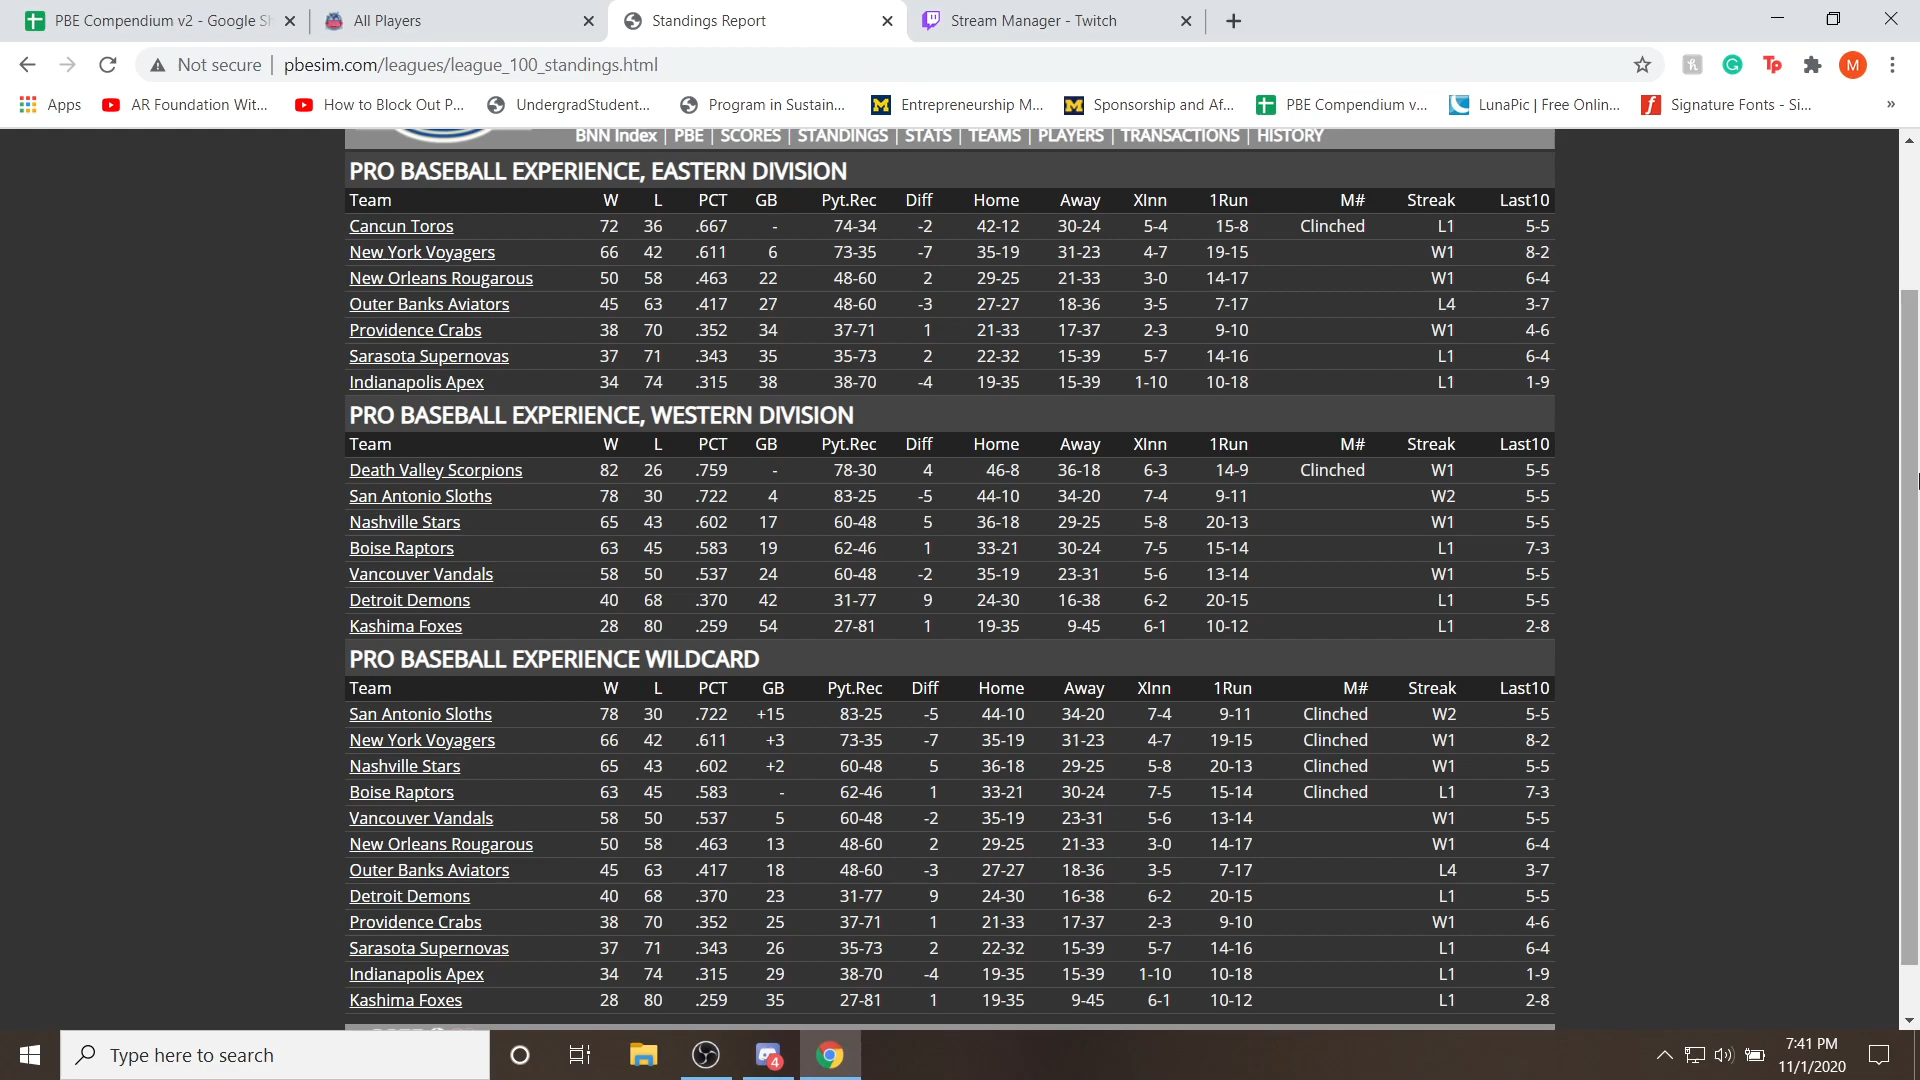 PBE Compendium v2 - Google Sh
All Players
Standings Report
Stream Manager - Twitch
Not secure | pbesim.com/leagues/league_100_standings.html
Apps AR Foundation Wit... How to Block Out P... UndergradStudent... Program in Sustain... Entrepreneurship M... Sponsorship and Af... PBE Compendium v... LunaPic | Free Onlin... Signature Fonts - Si... »
BNN Index | PBE | SCORES | STANDINGS | STATS | TEAMS | PLAYERS | TRANSACTIONS | HISTORY
PRO BASEBALL EXPERIENCE, EASTERN DIVISION
Team W L PCT GB Pyt.Rec Diff Home Away XInn 1Run M# Streak Last10
Cancun Toros 72 36 .667 - 74-34 -2 42-12 30-24 5-4 15-8 Clinched L1 5-5
New York Voyagers 66 42 .611 6 73-35 -7 35-19 31-23 4-7 19-15 W1 8-2
New Orleans Rougarous 50 58 .463 22 48-60 2 29-25 21-33 3-0 14-17 W1 6-4
Outer Banks Aviators 45 63 .417 27 48-60 -3 27-27 18-36 3-5 7-17 L4 3-7
Providence Crabs 38 70 .352 34 37-71 1 21-33 17-37 2-3 9-10 W1 4-6
Sarasota Supernovas 37 71 .343 35 35-73 2 22-32 15-39 5-7 14-16 L1 6-4
Indianapolis Apex 34 74 .315 38 38-70 -4 19-35 15-39 1-10 10-18 L1 1-9
PRO BASEBALL EXPERIENCE, WESTERN DIVISION
Team W L PCT GB Pyt.Rec Diff Home Away XInn 1Run M# Streak Last10
Death Valley Scorpions 82 26 .759 - 78-30 4 46-8 36-18 6-3 14-9 Clinched W1 5-5
San Antonio Sloths 78 30 .722 4 83-25 -5 44-10 34-20 7-4 9-11 W2 5-5
Nashville Stars 65 43 .602 17 60-48 5 36-18 29-25 5-8 20-13 W1 5-5
Boise Raptors 63 45 .583 19 62-46 1 33-21 30-24 7-5 15-14 L1 7-3
Vancouver Vandals 58 50 .537 24 60-48 -2 35-19 23-31 5-6 13-14 W1 5-5
Detroit Demons 40 68 .370 42 31-77 9 24-30 16-38 6-2 20-15 L1 5-5
Kashima Foxes 28 80 .259 54 27-81 1 19-35 9-45 6-1 10-12 L1 2-8
PRO BASEBALL EXPERIENCE WILDCARD
Team W L PCT GB Pyt.Rec Diff Home Away XInn 1Run M# Streak Last10
San Antonio Sloths 78 30 .722 +15 83-25 -5 44-10 34-20 7-4 9-11 Clinched W2 5-5
New York Voyagers 66 42 .611 +3 73-35 -7 35-19 31-23 4-7 19-15 Clinched W1 8-2
Nashville Stars 65 43 .602 +2 60-48 5 36-18 29-25 5-8 20-13 Clinched W1 5-5
Boise Raptors 63 45 .583 - 62-46 1 33-21 30-24 7-5 15-14 Clinched L1 7-3
Vancouver Vandals 58 50 .537 5 60-48 -2 35-19 23-31 5-6 13-14 W1 5-5
New Orleans Rougarous 50 58 .463 13 48-60 2 29-25 21-33 3-0 14-17 W1 6-4
Outer Banks Aviators 45 63 .417 18 48-60 -3 27-27 18-36 3-5 7-17 L4 3-7
Detroit Demons 40 68 .370 23 31-77 9 24-30 16-38 6-2 20-15 L1 5-5
Providence Crabs 38 70 .352 25 37-71 1 21-33 17-37 2-3 9-10 W1 4-6
Sarasota Supernovas 37 71 .343 26 35-73 2 22-32 15-39 5-7 14-16 L1 6-4
Indianapolis Apex 34 74 .315 29 38-70 -4 19-35 15-39 1-10 10-18 L1 1-9
Kashima Foxes 28 80 .259 35 27-81 1 19-35 9-45 6-1 10-12 L1 2-8
Type here to search
4
7:41 PM
11/1/2020